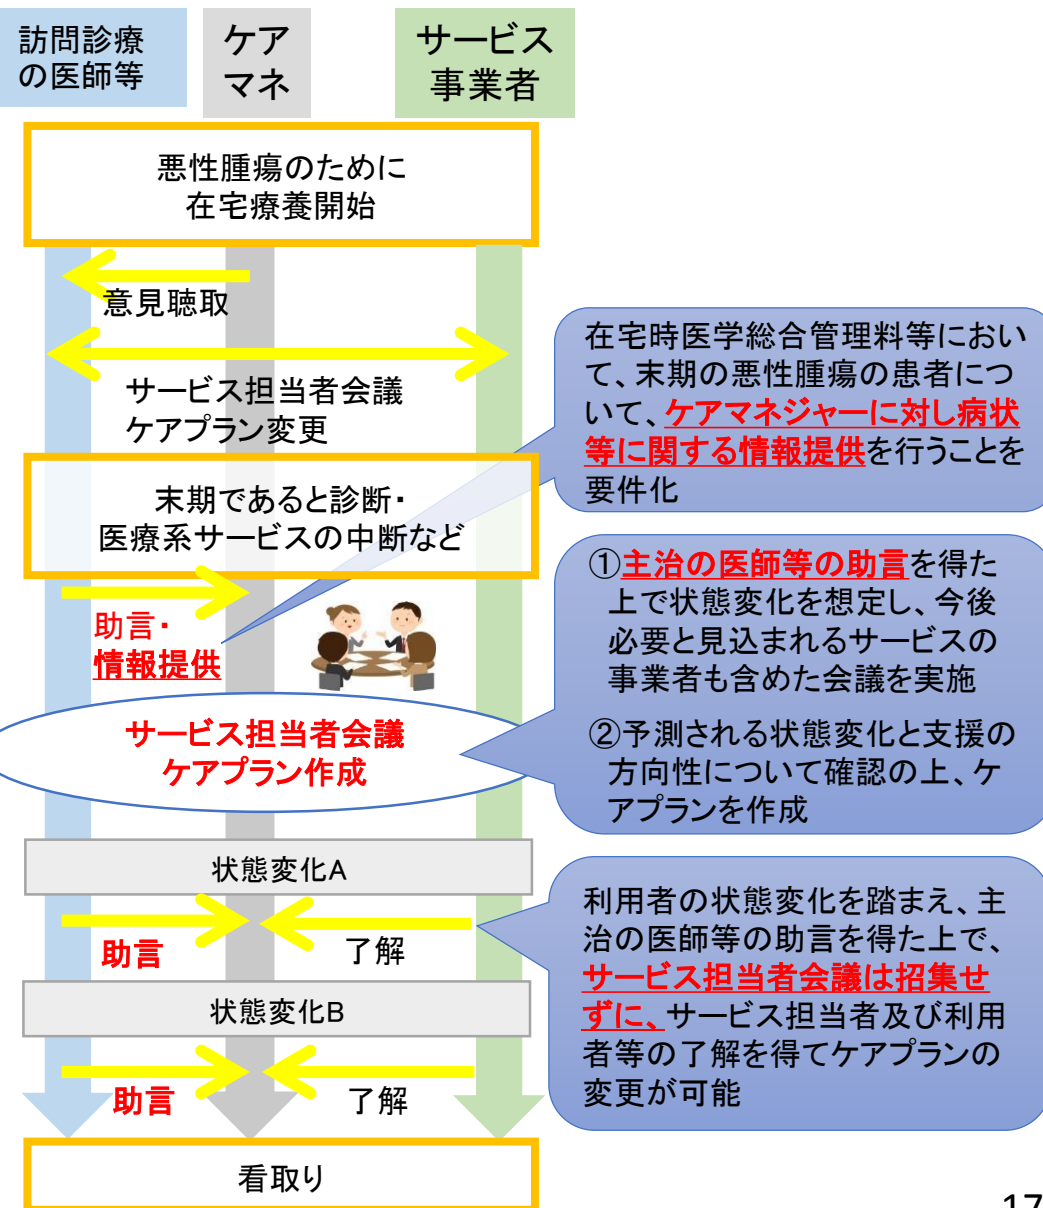 訪問診療
の医師等
ケア
マネ
サービス
事業者
悪性腫瘍のために
在宅療養開始
意見聴取
サービス担当者会議
ケアプラン変更
在宅時医学総合管理料等におい
て、末期の悪性腫瘍の患者につ
いて、ケアマネジャーに対し病状
等に関する情報提供を行うことを
要件化
末期であると診断・
医療系サービスの中断など
助言・
情報提供
①主治の医師等の助言を得た
上で状態変化を想定し、今後
必要と見込まれるサービスの
事業者も含めた会議を実施
②予測される状態変化と支援の
方向性について確認の上、ケ
アプランを作成
サービス担当者会議
ケアプラン作成
状態変化A
助言
了解
利用者の状態変化を踏まえ、主
治の医師等の助言を得た上で、
サービス担当者会議は招集せ
ずに、サービス担当者及び利用
者等の了解を得てケアプランの
変更が可能
状態変化B
助言
了解
看取り
17